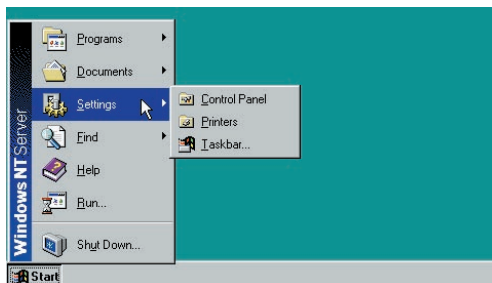 Programs
Documents
Settings
Find
Help
Run...
Shut Down...
Control Panel
Printers
Taskbar...
Windows NT Server
Start